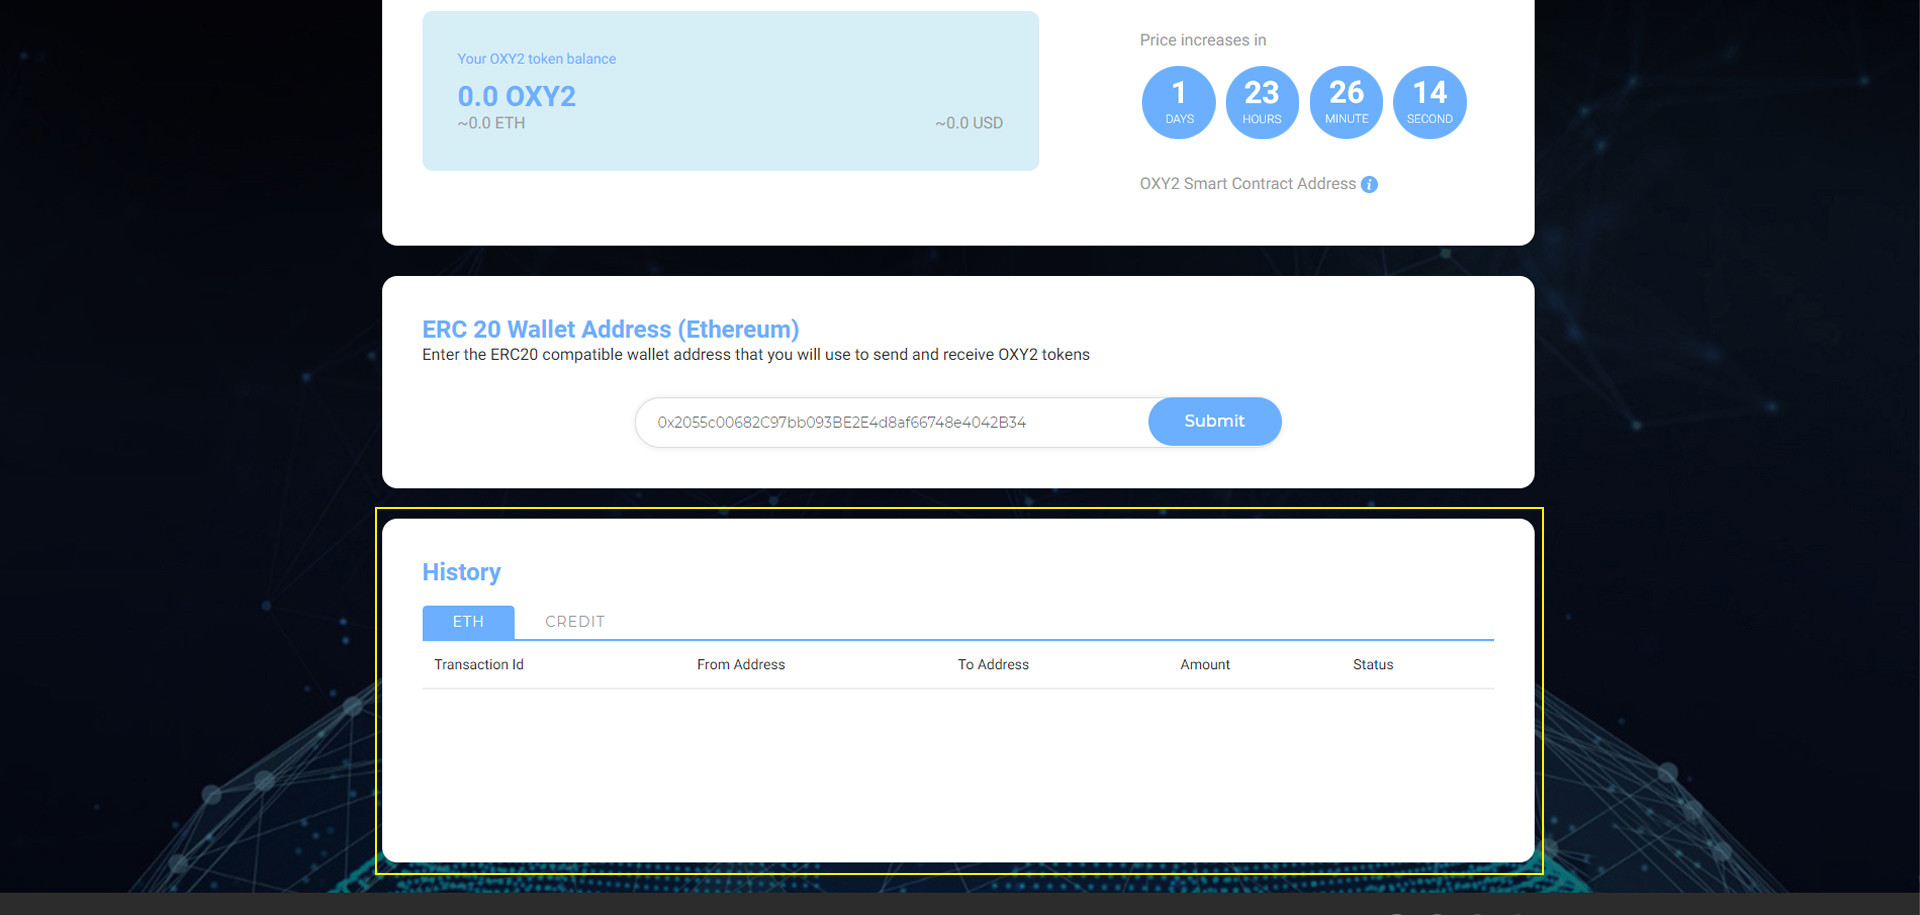 Your OXY2 token balance
0.0 OXY2
~0.0 ETH
~0.0 USD
Price increases in
1 23 26 14
DAYS HOURS MINUTE SECOND
OXY2 Smart Contract Address i
ERC 20 Wallet Address (Ethereum)
Enter the ERC20 compatible wallet address that you will use to send and receive OXY2 tokens
0x2055c00682C97bb093BE2E4d8af66748e4042B34
Submit
History
ETH CREDIT
Transaction Id From Address To Address Amount Status